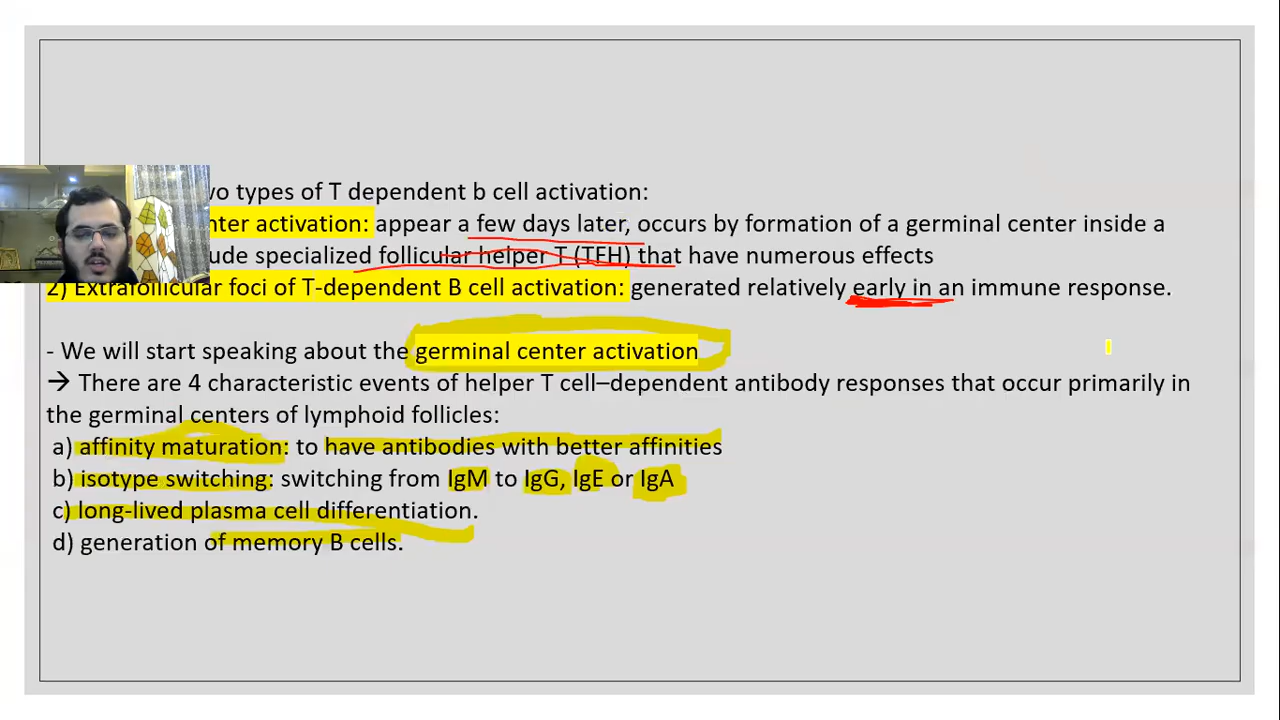 types of T dependent b cell activation:
activation: appear a few days later, occurs by formation of a germinal center inside a
specialized follicular helper T (TFH) that have numerous effects
2) Extrafollicular foci of T-dependent B cell activation: generated relatively early in an immune response.
- We will start speaking about the germinal center activation
→ There are 4 characteristic events of helper T cell–dependent antibody responses that occur primarily in
the germinal centers of lymphoid follicles:
a) affinity maturation: to have antibodies with better affinities
b) isotype switching: switching from IgM to IgG, IgE or IgA
c) long-lived plasma cell differentiation.
d) generation of memory B cells.